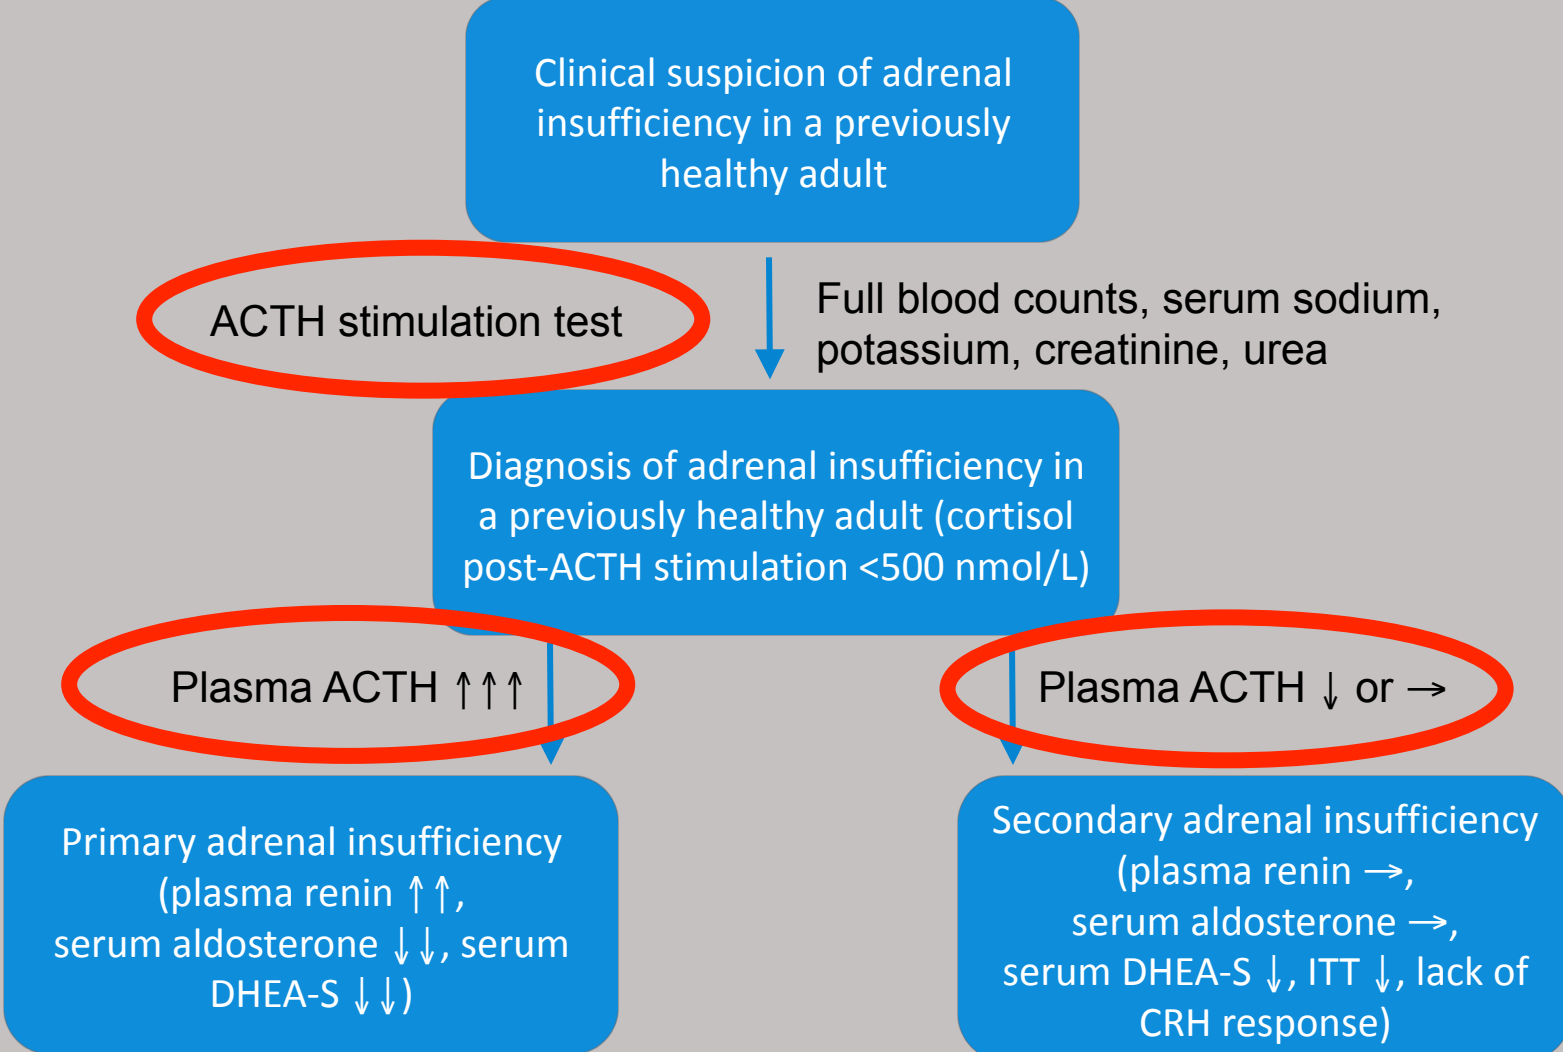 Clinical suspicion of adrenal
insufficiency in a previously
healthy adult
ACTH stimulation test
Full blood counts, serum sodium,
potassium, creatinine, urea
Diagnosis of adrenal insufficiency in
a previously healthy adult (cortisol
post-ACTH stimulation <500 nmol/L)
Plasma ACTH ↑↑↑
Plasma ACTH ↓ or →
Primary adrenal insufficiency
(plasma renin ↑↑,
serum aldosterone ↓↓, serum
DHEA-S ↓↓)
Secondary adrenal insufficiency
(plasma renin →,
serum aldosterone →,
serum DHEA-S ↓, ITT ↓, lack of
CRH response)